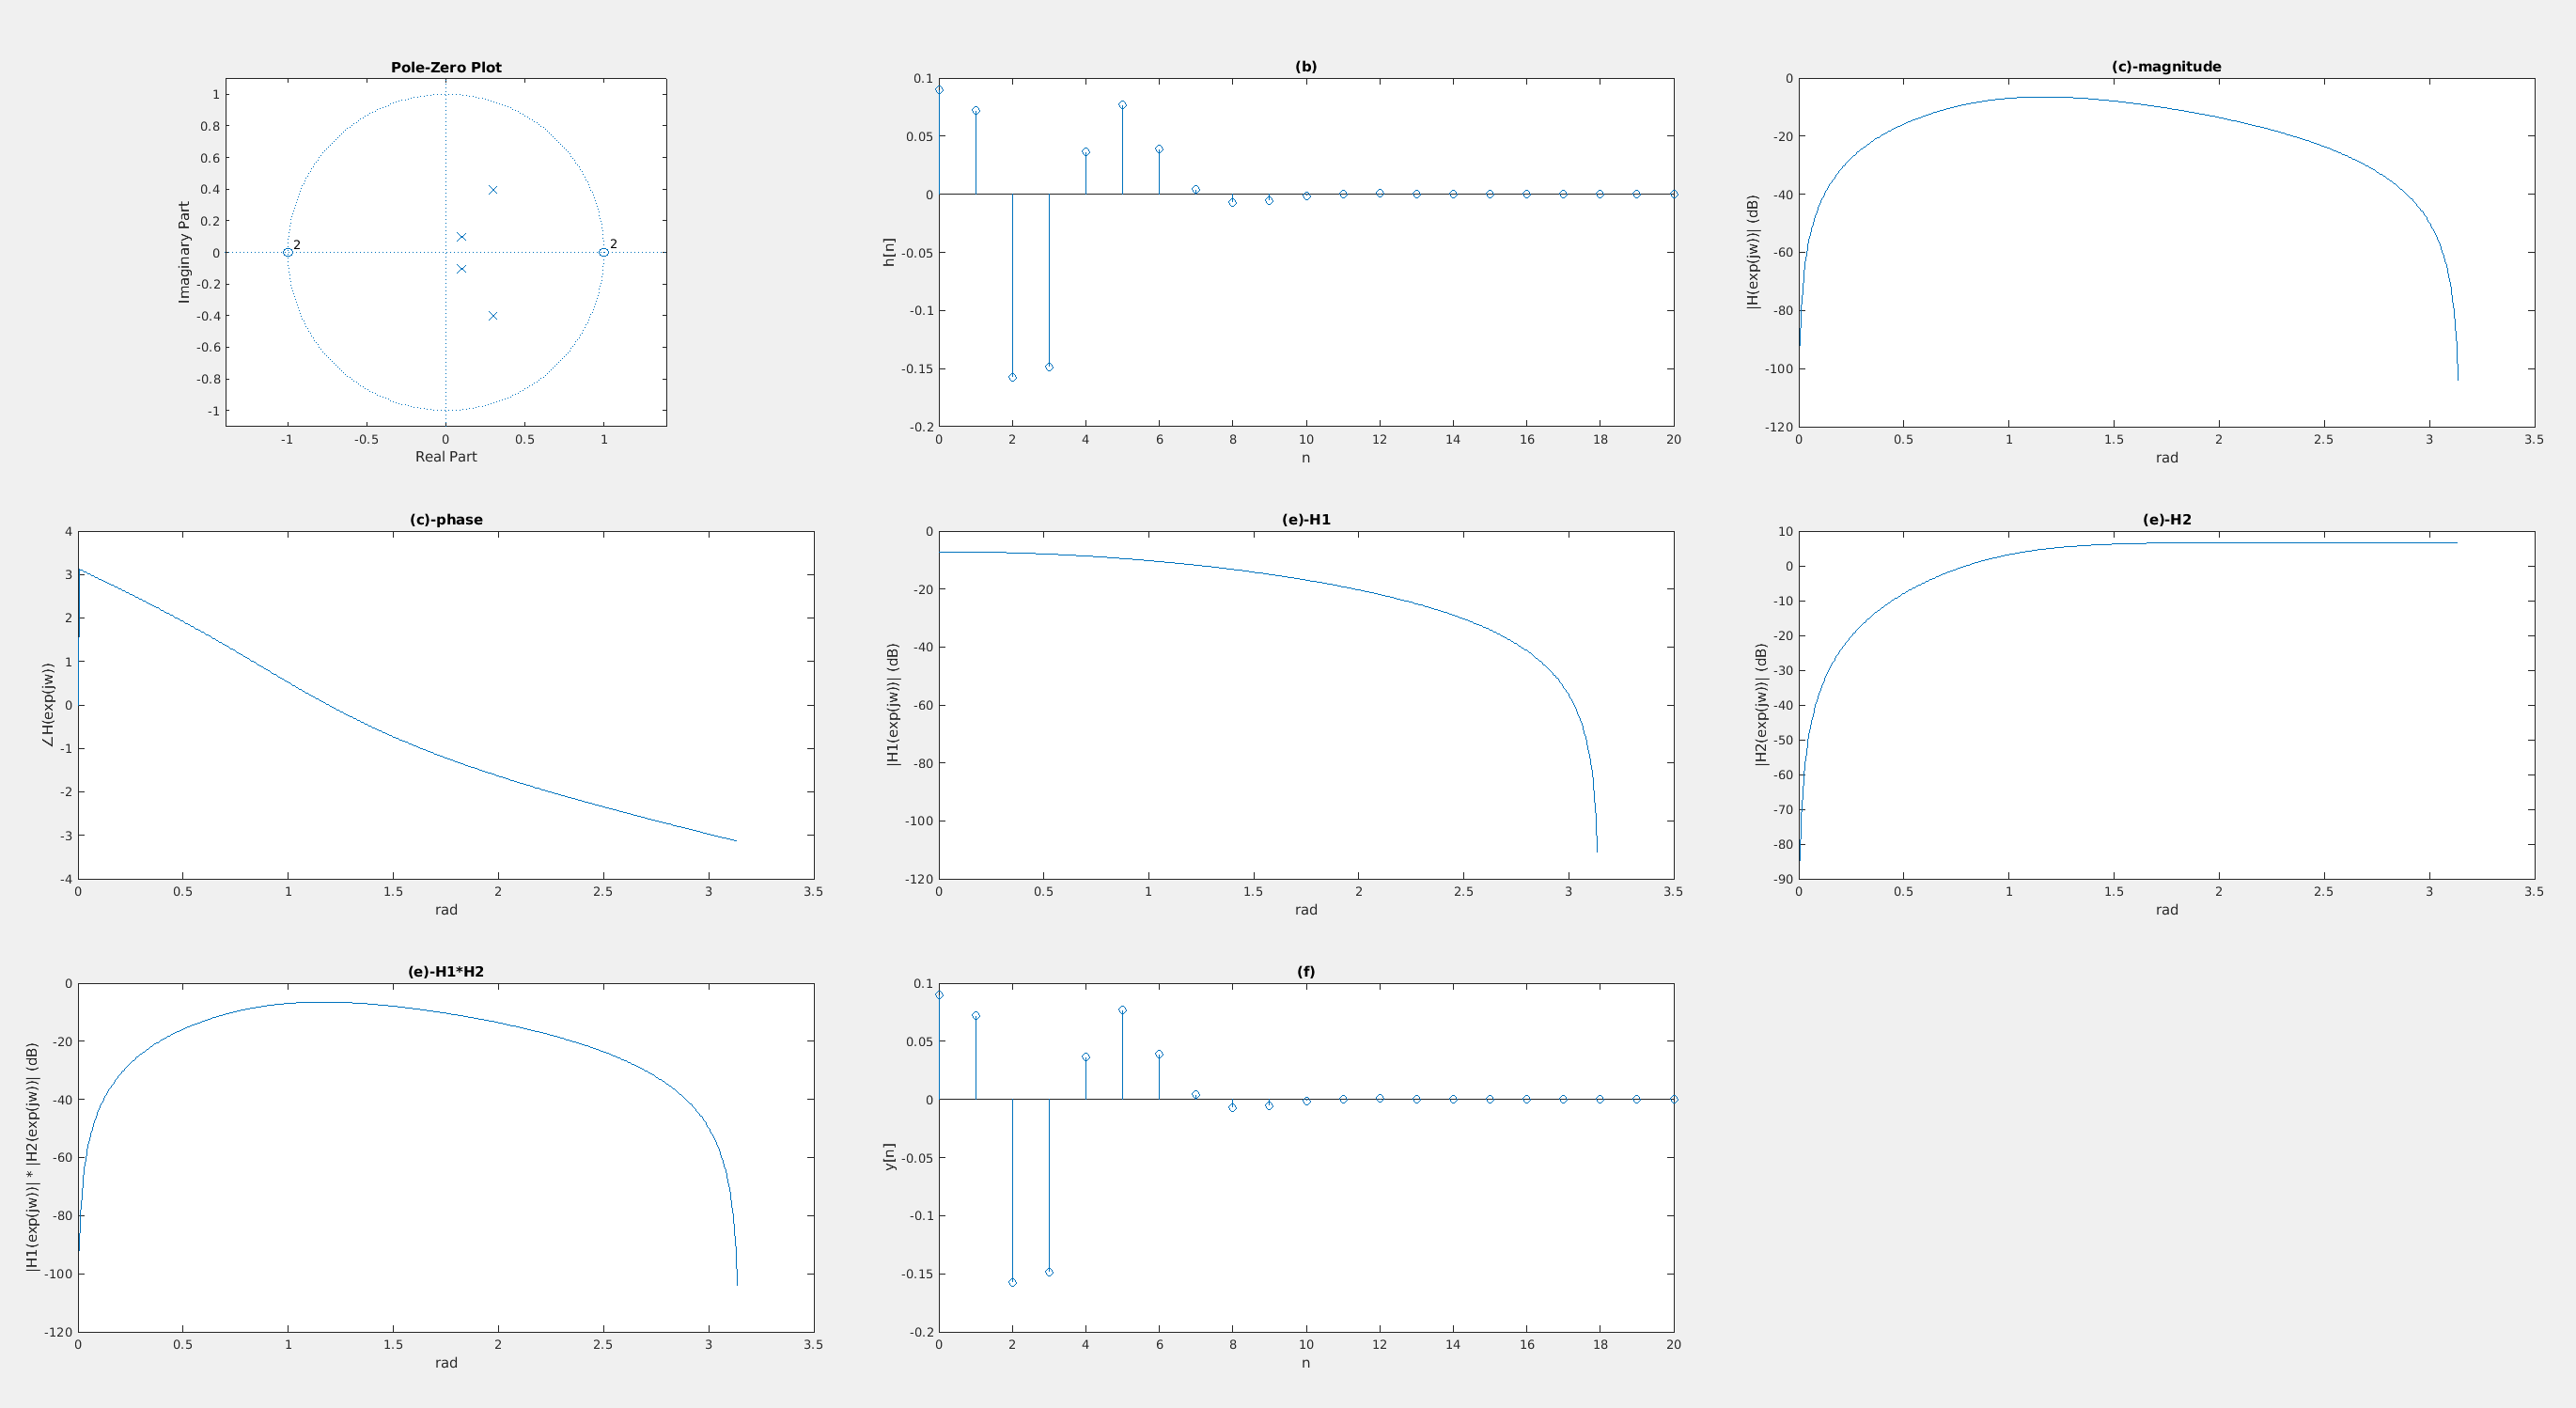 Pole-Zero Plot
1
0.8
0.6
0.4
0.2
0
-0.2
-0.4
-0.6
-0.8
-1
Imaginary Part
2
2
-1 -0.5 0 0.5 1
Real Part
(b)
0.1
0.05
0
-0.05
-0.1
-0.15
-0.2
h[n]
0 2 4 6 8 10 12 14 16 18 20
n
(c)-magnitude
0
-20
-40
-60
-80
-100
-120
|H(exp(jw))| (dB)
0 0.5 1 1.5 2 2.5 3 3.5
rad
(c)-phase
4
3
2
1
0
-1
-2
-3
-4
∠H(exp(jw))
0 0.5 1 1.5 2 2.5 3 3.5
rad
(e)-H1
0
-20
-40
-60
-80
-100
-120
|H1(exp(jw))| (dB)
0 0.5 1 1.5 2 2.5 3 3.5
rad
(e)-H2
10
0
-10
-20
-30
-40
-50
-60
-70
-80
-90
|H2(exp(jw))| (dB)
0 0.5 1 1.5 2 2.5 3 3.5
rad
(e)-H1*H2
0
-20
-40
-60
-80
-100
-120
|H1(exp(jw))| * |H2(exp(jw))| (dB)
0 0.5 1 1.5 2 2.5 3 3.5
rad
(f)
0.1
0.05
0
-0.05
-0.1
-0.15
-0.2
y[n]
0 2 4 6 8 10 12 14 16 18 20
n